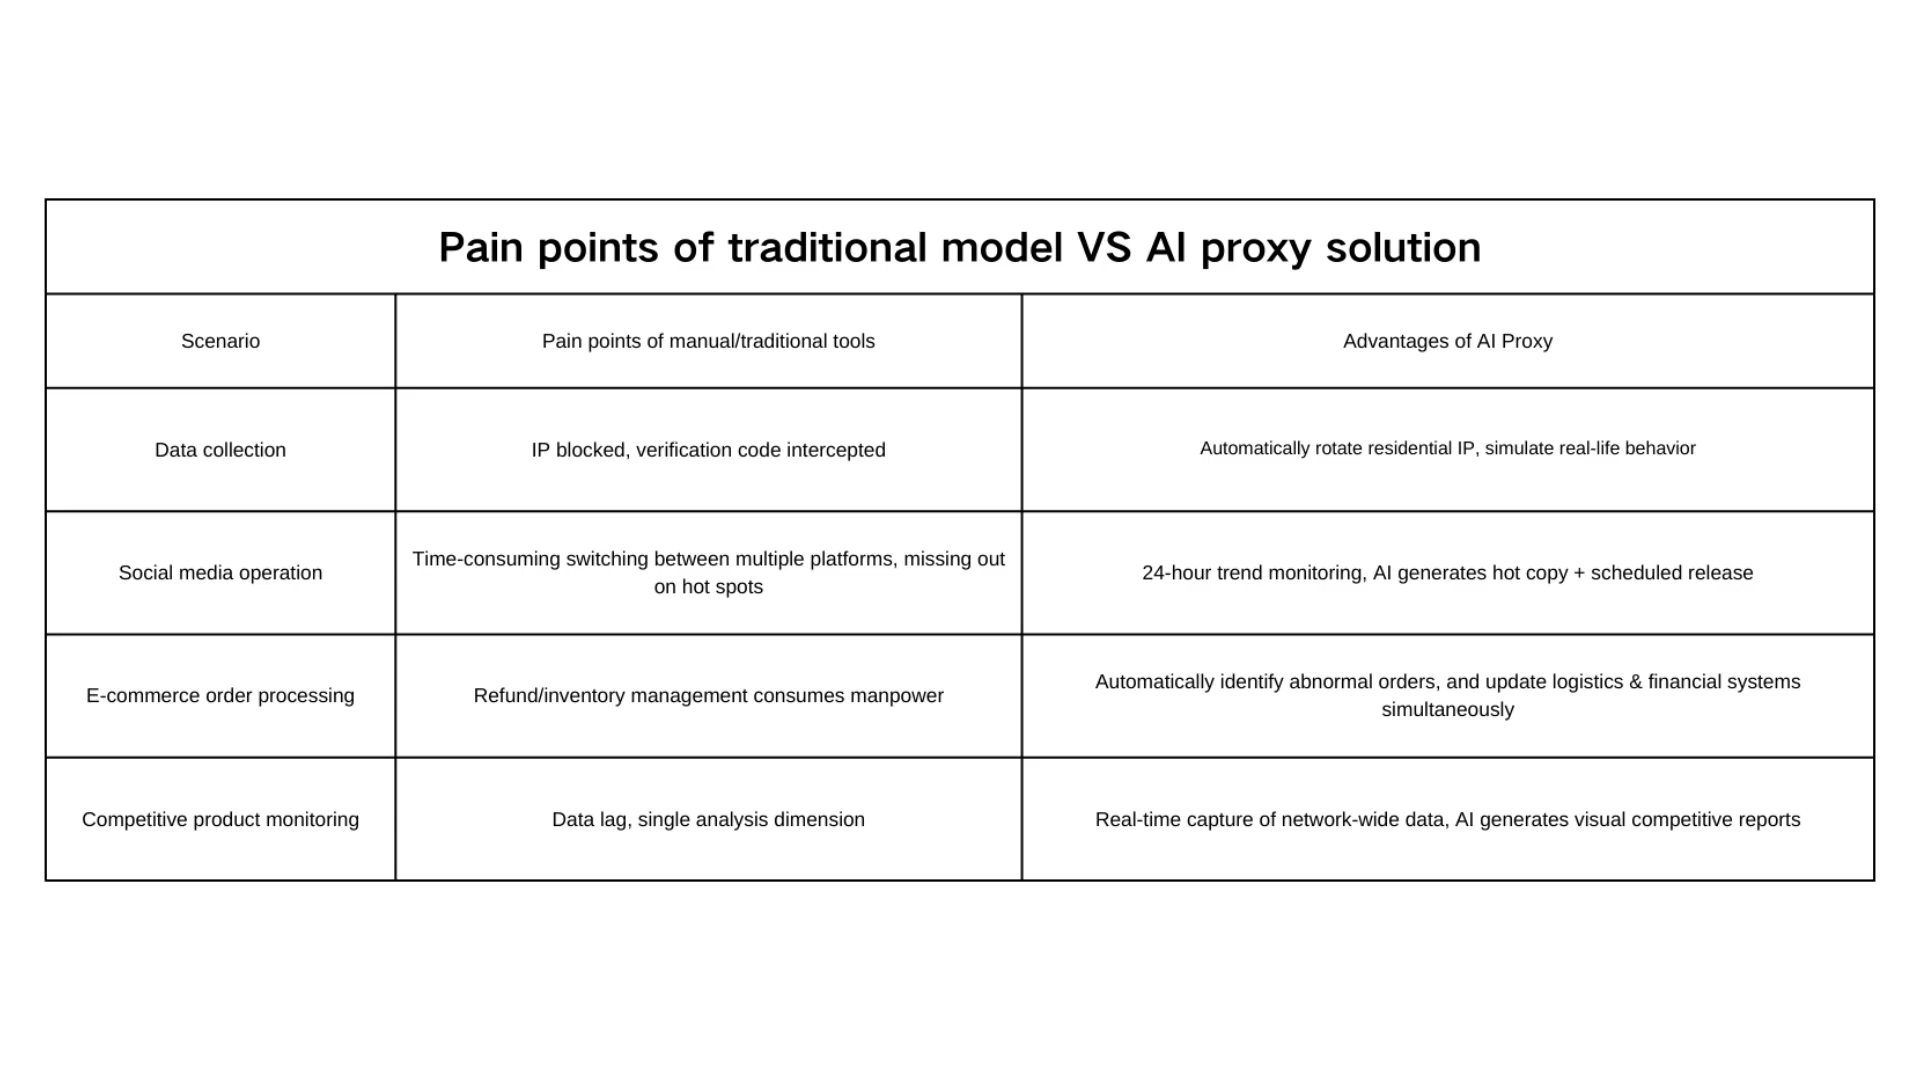 Pain points of traditional model VS AI proxy solution
Scenario
Pain points of manual/traditional tools
Advantages of AI Proxy
Data collection
IP blocked, verification code intercepted
Automatically rotate residential IP, simulate real-life behavior
Social media operation
Time-consuming switching between multiple platforms, missing out
on hot spots
24-hour trend monitoring, AI generates hot copy + scheduled release
E-commerce order processing
Refund/inventory management consumes manpower
Automatically identify abnormal orders, and update logistics & financial systems
simultaneously
Competitive product monitoring
Data lag, single analysis dimension
Real-time capture of network-wide data, AI generates visual competitive reports